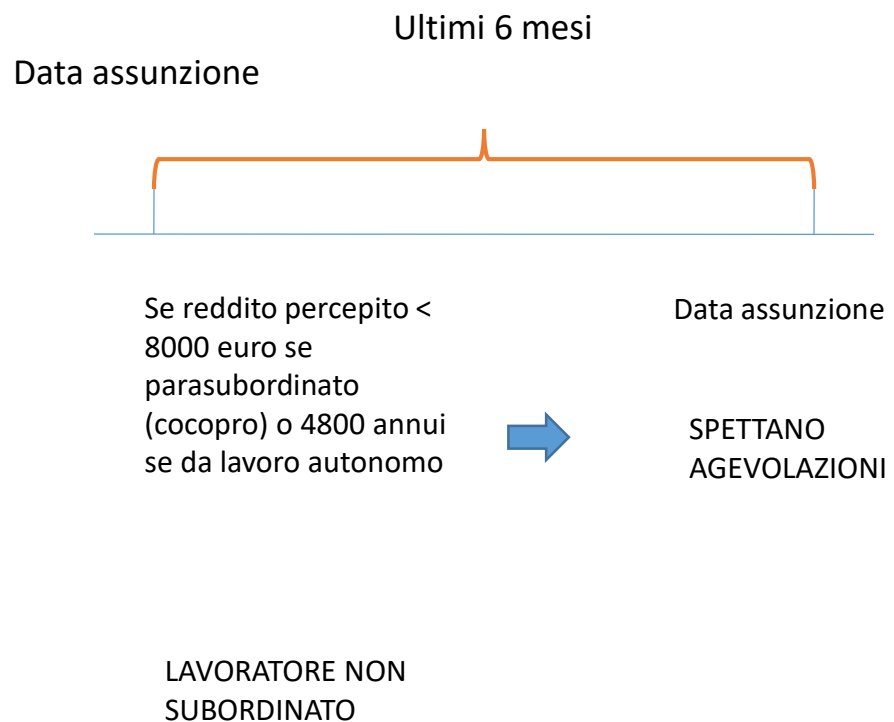 Ultimi 6 mesi
Data assunzione
Se reddito percepito <
8000 euro se
parasubordinato
(cocopro) o 4800 annui
se da lavoro autonomo
Data assunzione
SPETTANO
AGEVOLAZIONI
LAVORATORE NON
SUBORDINATO